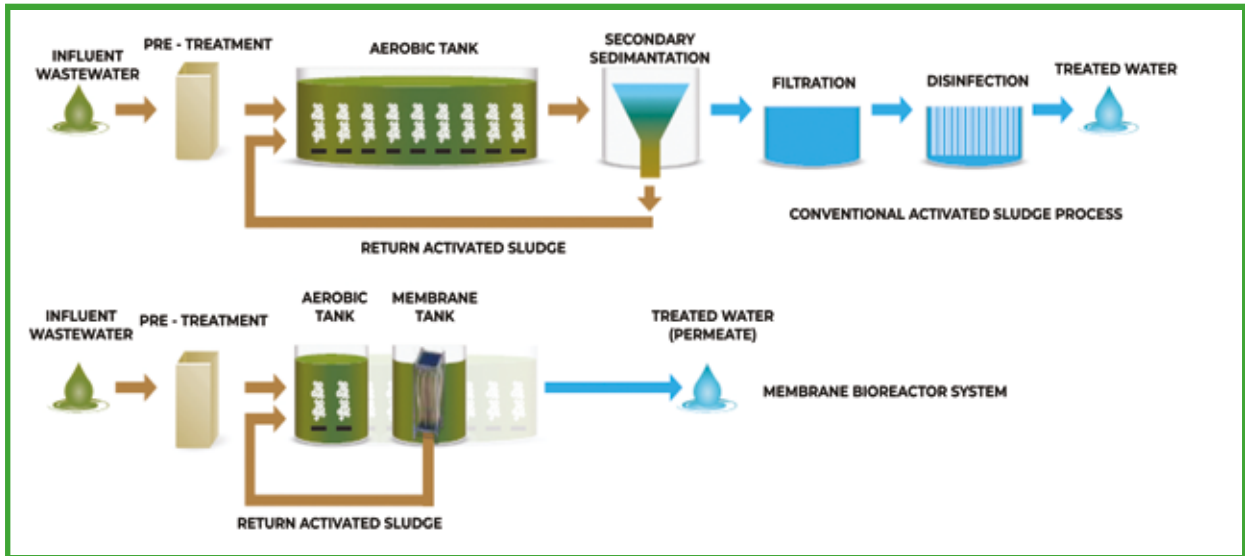 INFLUENT
WASTEWATER
PRE - TREATMENT
AEROBIC TANK
SECONDARY
SEDIMANTATION
FILTRATION
DISINFECTION
TREATED WATER
RETURN ACTIVATED SLUDGE
CONVENTIONAL ACTIVATED SLUDGE PROCESS
INFLUENT
WASTEWATER
PRE - TREATMENT
AEROBIC
TANK
MEMBRANE
TANK
TREATED WATER
(PERMEATE)
MEMBRANE BIOREACTOR SYSTEM
RETURN ACTIVATED SLUDGE